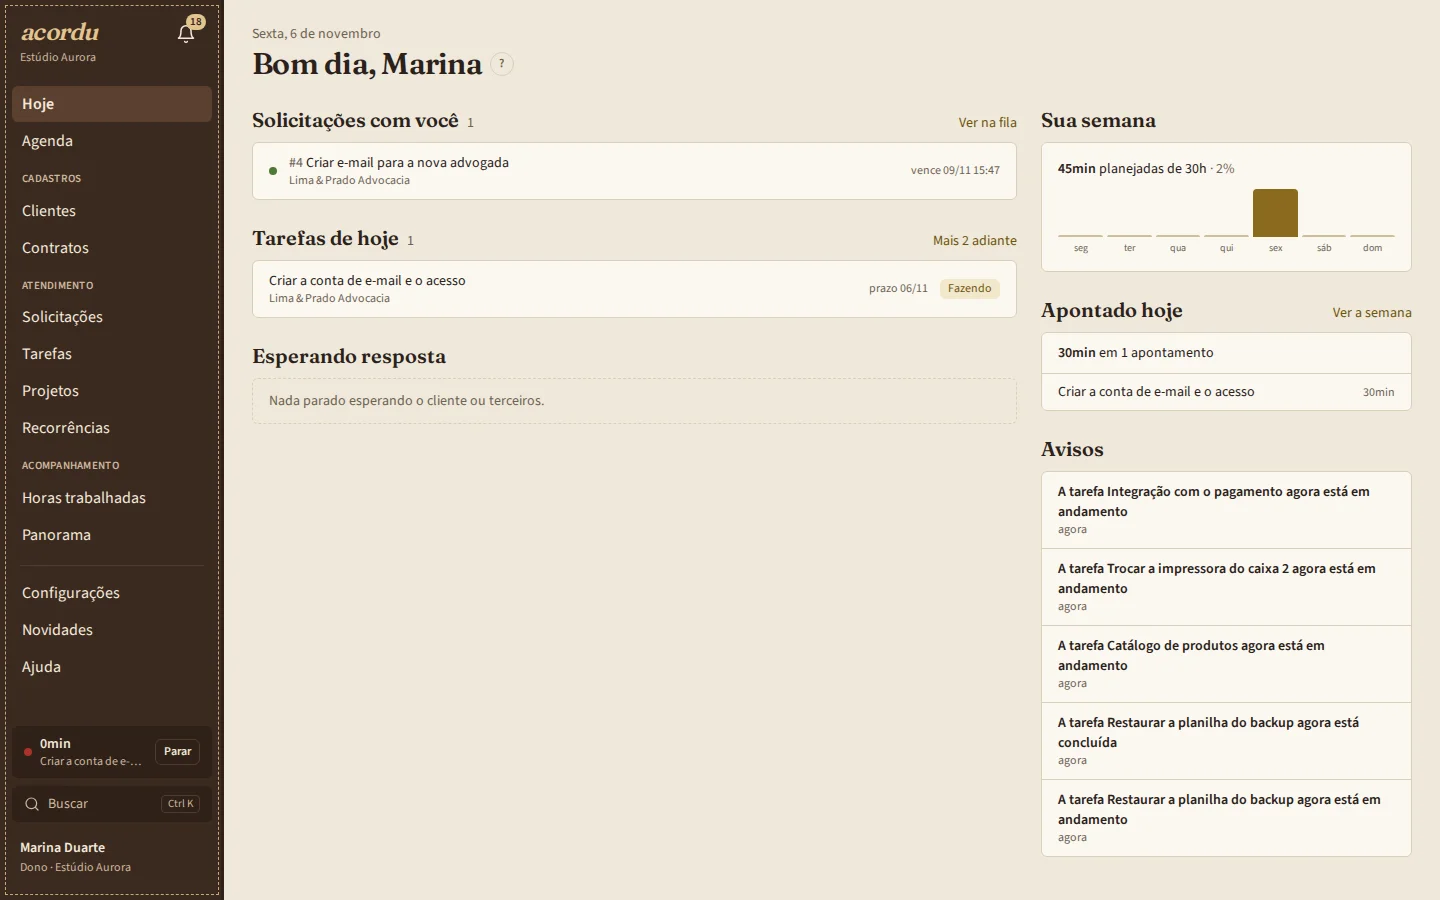 acordu
18
Estúdio Aurora
Hoje
Agenda
CADASTROS
Clientes
Contratos
ATENDIMENTO
Solicitações
Tarefas
Projetos
Recorrências
ACOMPANHAMENTO
Horas trabalhadas
Panorama
Configurações
Novidades
Ajuda
0min
Criar a conta de e-…
Parar
Buscar
Ctrl K
Marina Duarte
Dono · Estúdio Aurora
Sexta, 6 de novembro
Bom dia, Marina ?
Solicitações com você 1
Ver na fila
#4 Criar e-mail para a nova advogada
Lima & Prado Advocacia
vence 09/11 15:47
Tarefas de hoje 1
Mais 2 adiante
Criar a conta de e-mail e o acesso
Lima & Prado Advocacia
prazo 06/11
Fazendo
Esperando resposta
Nada parado esperando o cliente ou terceiros.
Sua semana
45min planejadas de 30h · 2%
seg ter qua qui sex sáb dom
Apontado hoje
Ver a semana
30min em 1 apontamento
Criar a conta de e-mail e o acesso
30min
Avisos
A tarefa Integração com o pagamento agora está em
andamento
agora
A tarefa Trocar a impressora do caixa 2 agora está em
andamento
agora
A tarefa Catálogo de produtos agora está em
andamento
agora
A tarefa Restaurar a planilha do backup agora está
concluída
agora
A tarefa Restaurar a planilha do backup agora está em
andamento
agora